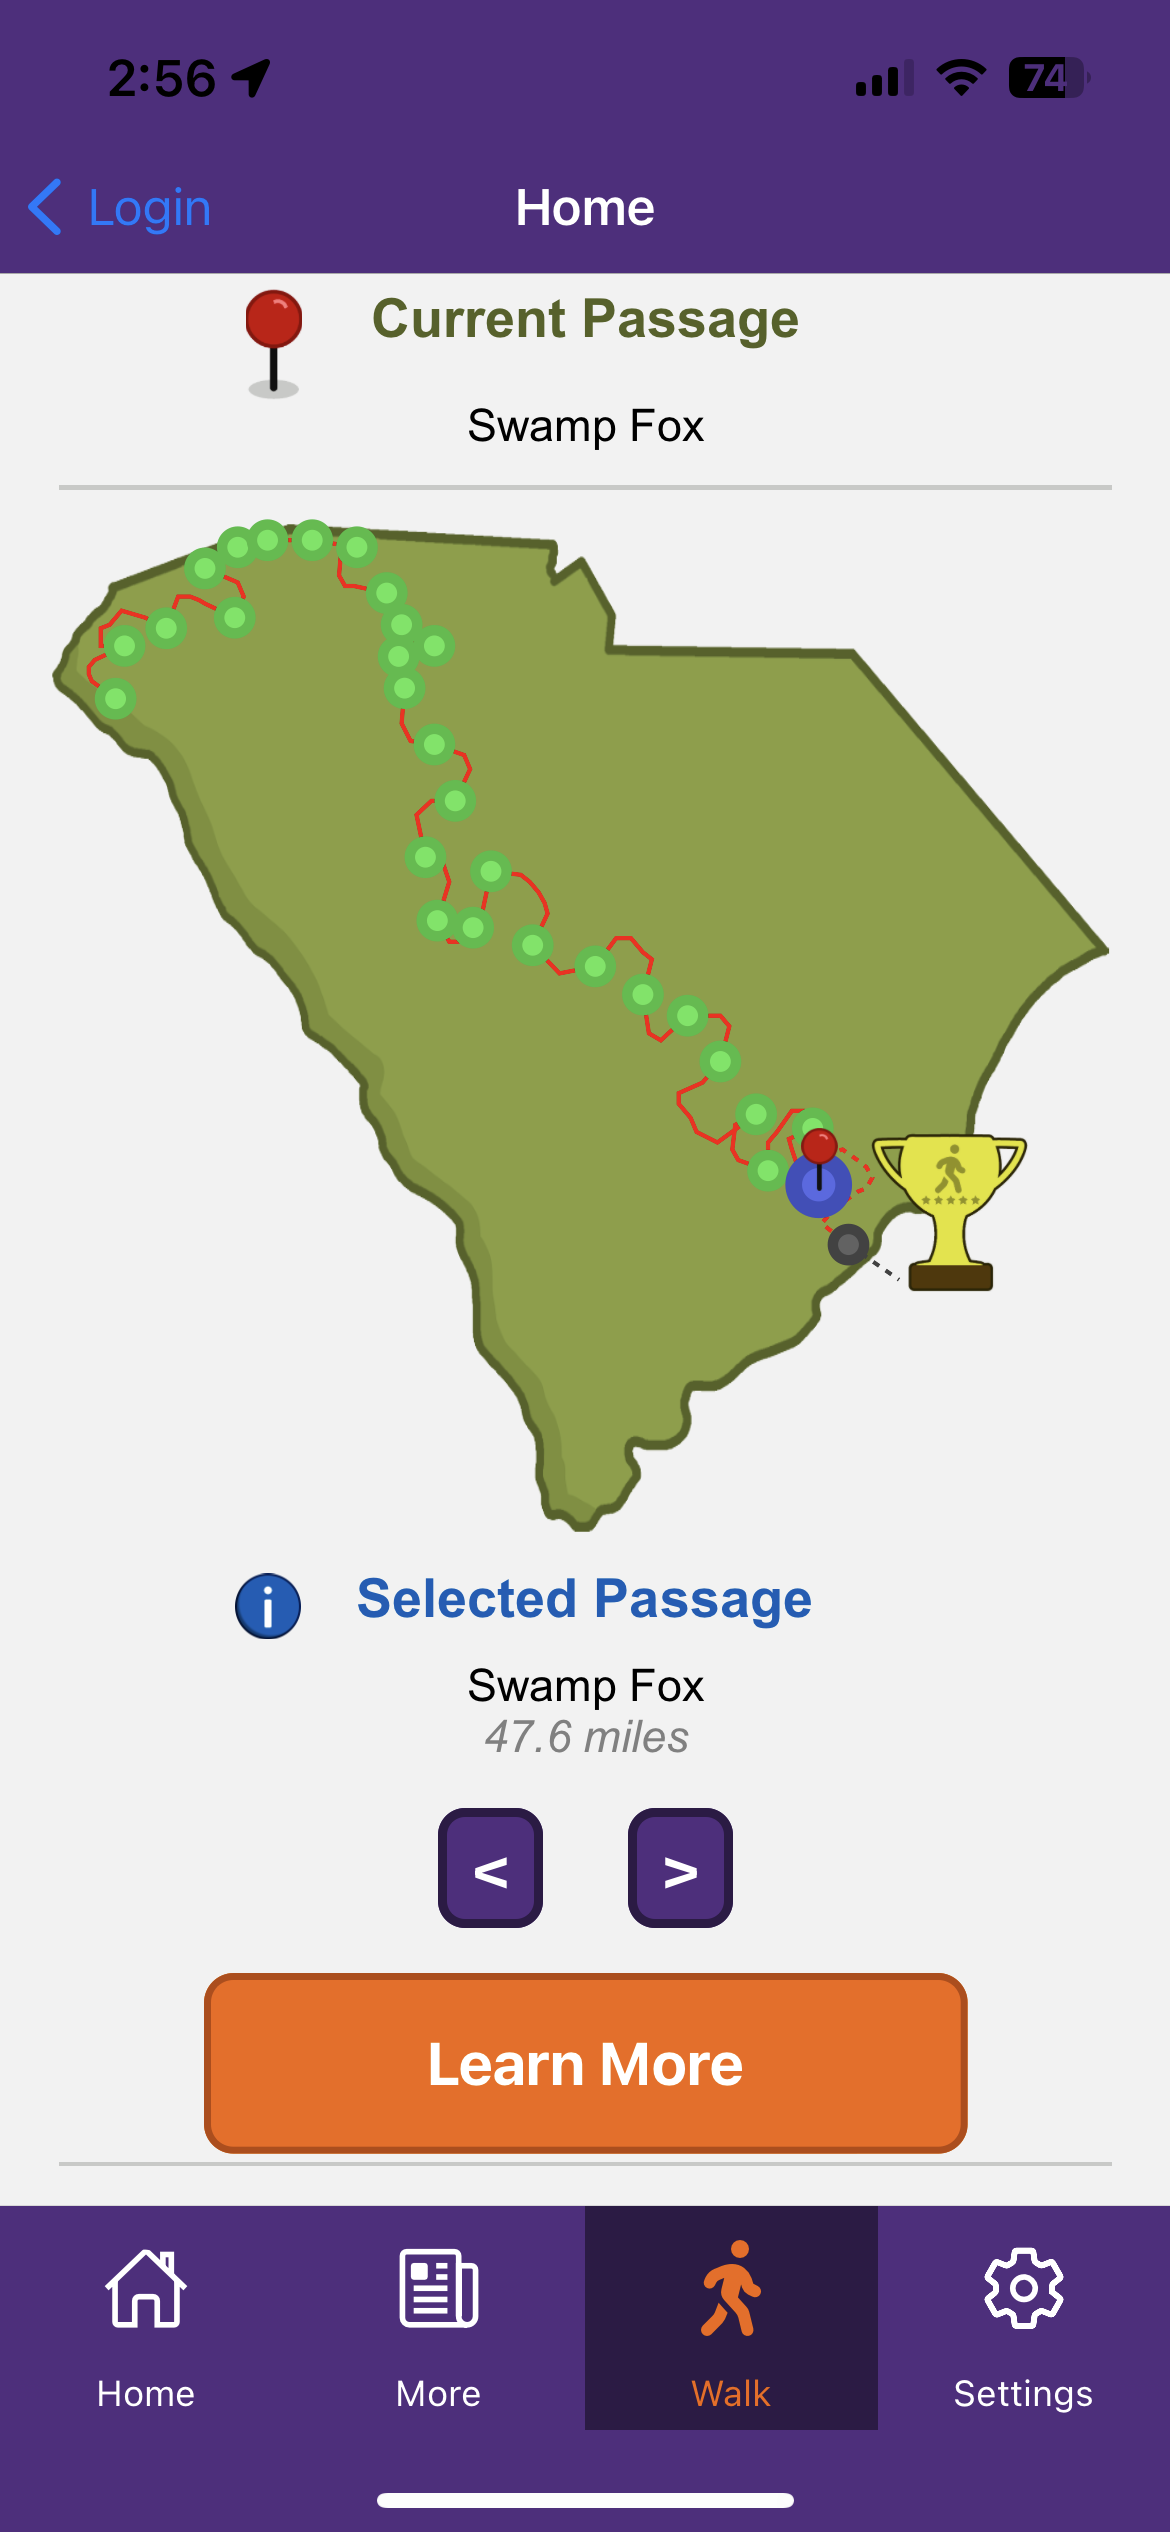 2:56
74
Login
Home
Current Passage
Swamp Fox
Selected Passage
Swamp Fox
47.6 miles
<
>
Learn More
Home
More
Walk
Settings